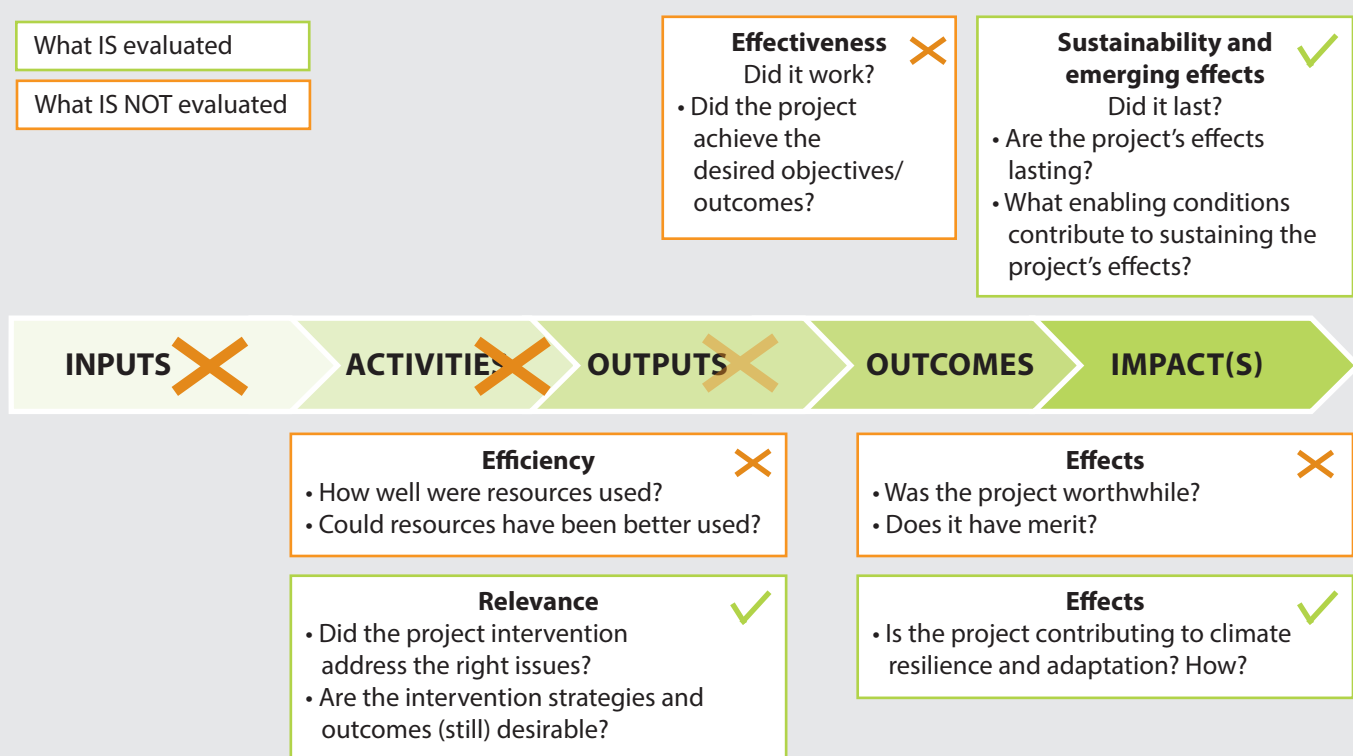 What IS evaluated
What IS NOT evaluated
Effectiveness
Did it work?
• Did the project
achieve the
desired objectives/
outcomes?
Sustainability and
emerging effects
Did it last?
• Are the project’s effects
lasting?
• What enabling conditions
contribute to sustaining the
project’s effects?
INPUTS
ACTIVITIES
OUTPUTS
OUTCOMES
IMPACT(S)
Efficiency
• How well were resources used?
• Could resources have been better used?
Effects
• Was the project worthwhile?
• Does it have merit?
Relevance
• Did the project intervention
address the right issues?
• Are the intervention strategies and
outcomes (still) desirable?
Effects
• Is the project contributing to climate
resilience and adaptation? How?